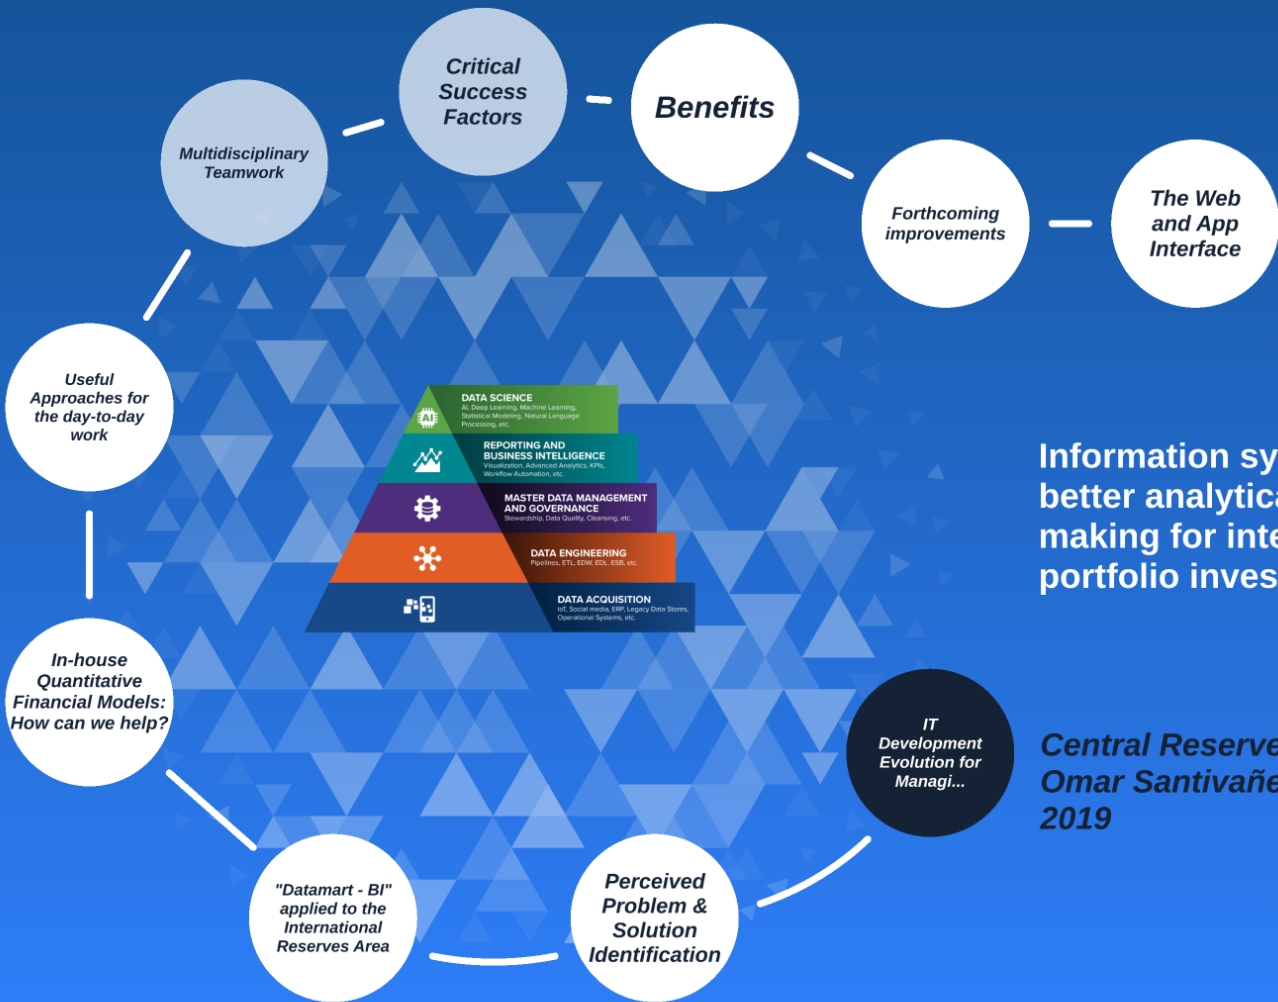 Critical
Success
Factors
Benefits
Multidisciplinary
Teamwork
Forthcoming
improvements
The Web
and App
Interface
Useful
Approaches for
the day-to-day
work
DATA SCIENCE
AI, Deep Learning, Machine Learning,
Statistical Modeling, Natural Language
Processing, etc.
AI
REPORTING AND
BUSINESS INTELLIGENCE
Visualization, Advanced Analytics, KPIs,
Workflow Automation, etc.
MASTER DATA MANAGEMENT
AND GOVERNANCE
Stewardship, Data Quality, Cleansing, etc.
DATA ENGINEERING
Pipelines, ETL, EDW, EDL, ESB, etc.
DATA ACQUISITION
IoT, Social media, ERP, Legacy Data Stores,
Operational Systems, etc.
Information sy
better analytica
making for inte
portfolio inves
In-house
Quantitative
Financial Models:
How can we help?
IT
Development
Evolution for
Managi...
Central Reserve
Omar Santivañe
2019
"Datamart - BI"
applied to the
International
Reserves Area
Perceived
Problem &
Solution
Identification